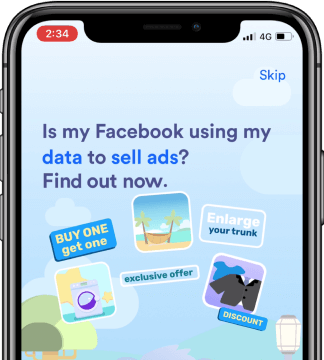 2:34
4G
Skip
Is my Facebook using my
data to sell ads?
Find out now.
BUY ONE
get one
Enlarge
your trunk
exclusive offer
DISCOUNT